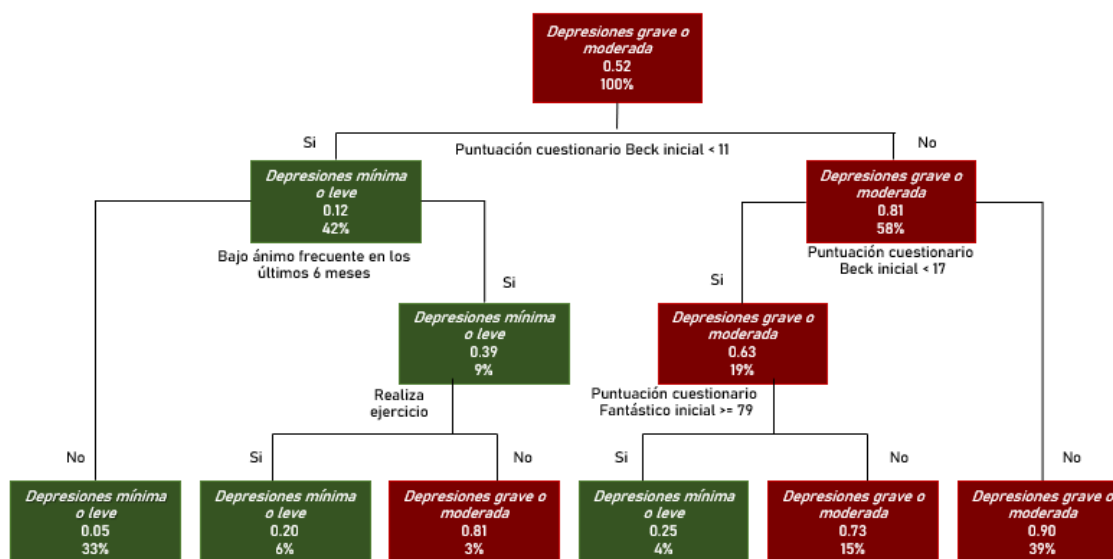 Depresiones grave o
moderada
0.52
100%
Si
Puntuación cuestionario Beck inicial < 11
No
Depresiones mínima
o leve
0.12
42%
Depresiones grave o
moderada
0.81
58%
Bajo ánimo frecuente en los
últimos 6 meses
Puntuación cuestionario
Beck inicial < 17
Si
Si
Depresiones mínima
o leve
0.39
9%
Depresiones grave o
moderada
0.63
19%
Realiza
ejercicio
Puntuación cuestionario
Fantástico inicial >= 79
No
Si
No
Si
No
No
Depresiones mínima
o leve
0.05
33%
Depresiones mínima
o leve
0.20
6%
Depresiones grave o
moderada
0.81
3%
Depresiones mínima
o leve
0.25
4%
Depresiones grave o
moderada
0.73
15%
Depresiones grave o
moderada
0.90
39%